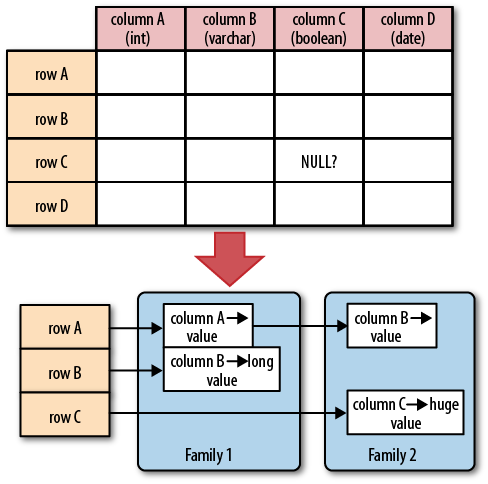 column A column B column C column D
(int) (varchar) (boolean) (date)
row A
row B
row C NULL?
row D
row A column A→ column B→
value value
row B column B→long
value
row C column C→huge
value
Family 1 Family 2